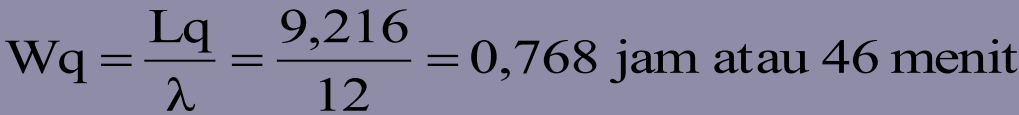 Wq = Lq/λ = 9,216/12 = 0,768 jam atau 46 menit